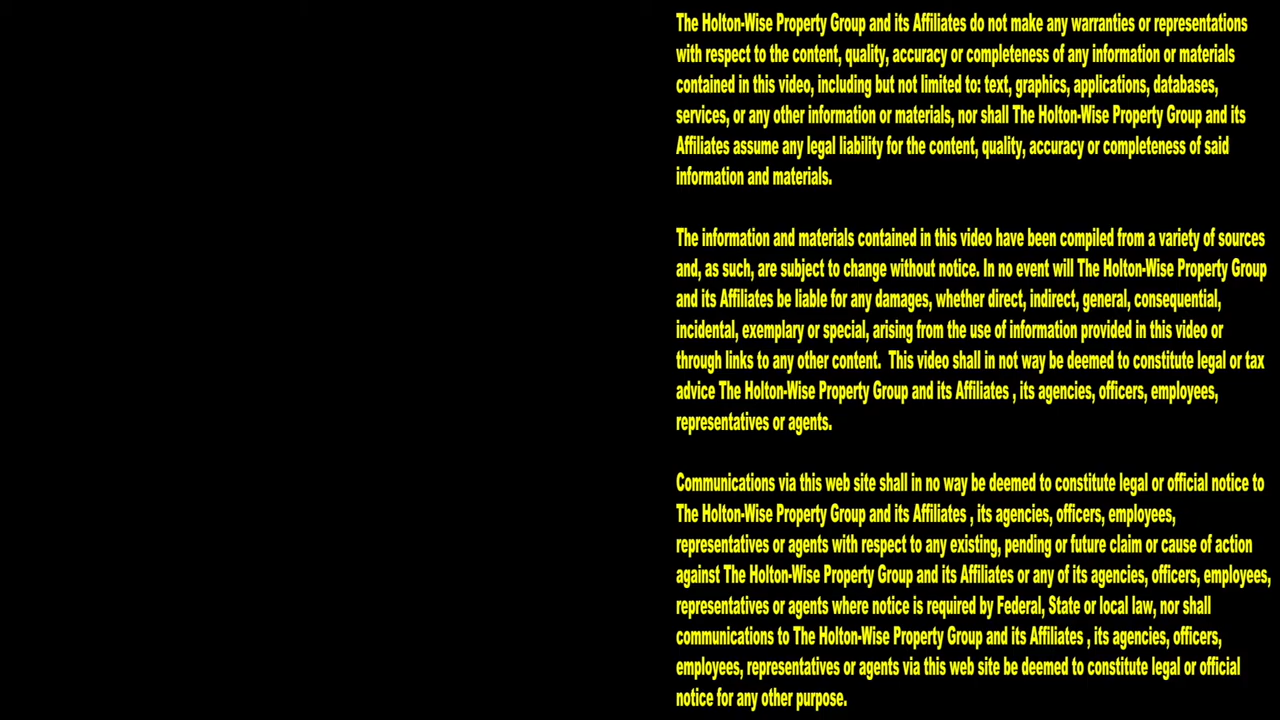 The Holton-Wise Property Group and its Affiliates do not make any warranties or representations
with respect to the content, quality, accuracy or completeness of any information or materials
contained in this video, including but not limited to: text, graphics, applications, databases,
services, or any other information or materials, nor shall The Holton-Wise Property Group and its
Affiliates assume any legal liability for the content, quality, accuracy or completeness of said
information and materials.
The information and materials contained in this video have been compiled from a variety of sources
and, as such, are subject to change without notice. In no event will The Holton-Wise Property Group
and its Affiliates be liable for any damages, whether direct, indirect, general, consequential,
incidental, exemplary or special, arising from the use of information provided in this video or
through links to any other content.  This video shall in not way be deemed to constitute legal or tax
advice The Holton-Wise Property Group and its Affiliates , its agencies, officers, employees,
representatives or agents.
Communications via this web site shall in no way be deemed to constitute legal or official notice to
The Holton-Wise Property Group and its Affiliates , its agencies, officers, employees,
representatives or agents with respect to any existing, pending or future claim or cause of action
against The Holton-Wise Property Group and its Affiliates or any of its agencies, officers, employees,
representatives or agents where notice is required by Federal, State or local law, nor shall
communications to The Holton-Wise Property Group and its Affiliates , its agencies, officers,
employees, representatives or agents via this web site be deemed to constitute legal or official
notice for any other purpose.